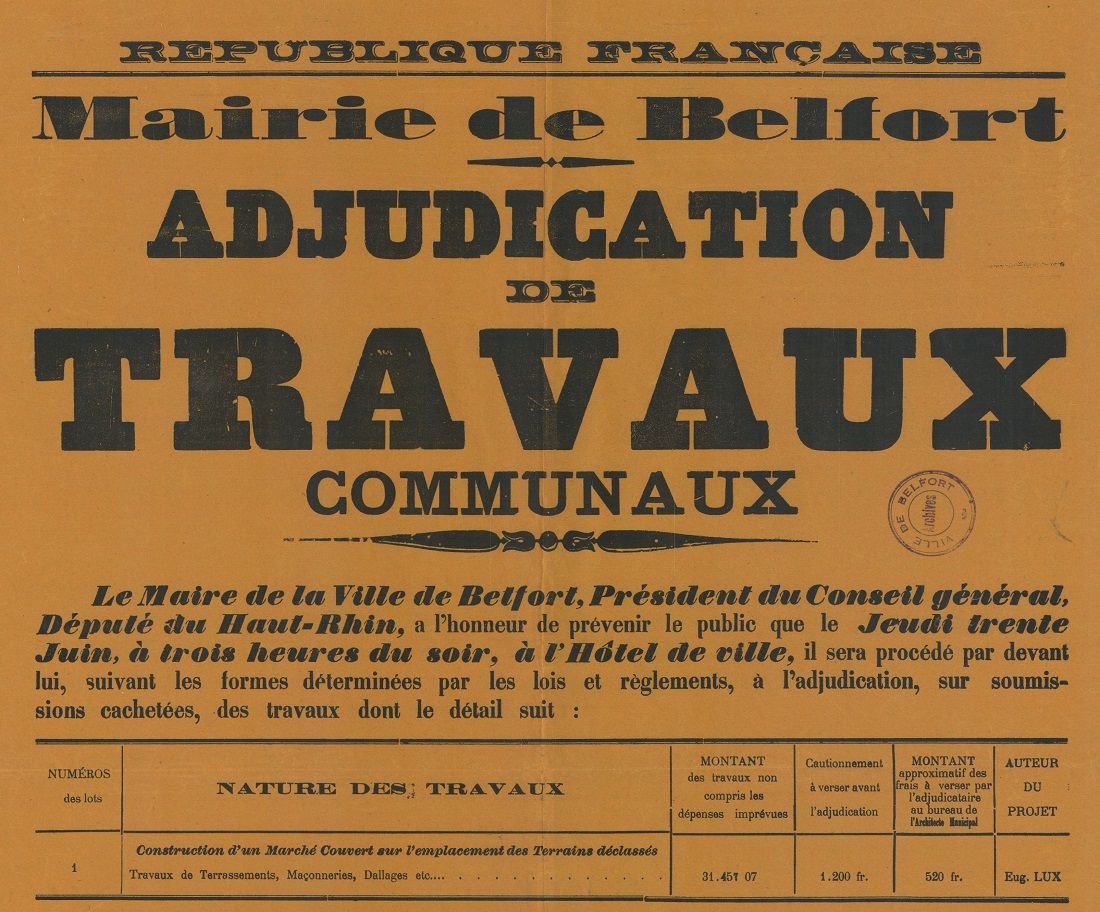 REPUBLIQUE FRANÇAISE
Mairie de Belfort
ADJUDICATION
DE
TRAVAUX
COMMUNAUX
VILLE DE BELFORT
Archives
Le Maire de la Ville de Belfort, Président du Conseil général,
Député du Haut-Rhin, a l'honneur de prévenir le public que le Jeudi trente
Juin, à trois heures du soir, à l'Hôtel de ville, il sera procédé par devant
lui, suivant les formes déterminées par les lois et règlements, à l'adjudication, sur soumis-
sions cachetées, des travaux dont le détail suit :
NUMÉROS
des lots
NATURE DES TRAVAUX
MONTANT
des travaux non
compris les
dépenses imprévues
Cautionnement
à verser avant
l'adjudication
MONTANT
approximatif des
frais à verser par
l'adjudicataire
au bureau de
l'Architecte Municipal
AUTEUR
DU
PROJET
1
Construction d'un Marché Couvert sur l'emplacement des Terrains déclassés
Travaux de Terrassements, Maçonneries, Dallages etc.... . . . . . . . . . . . . .
31.457 07
1.200 fr.
520 fr.
Eug. LUX